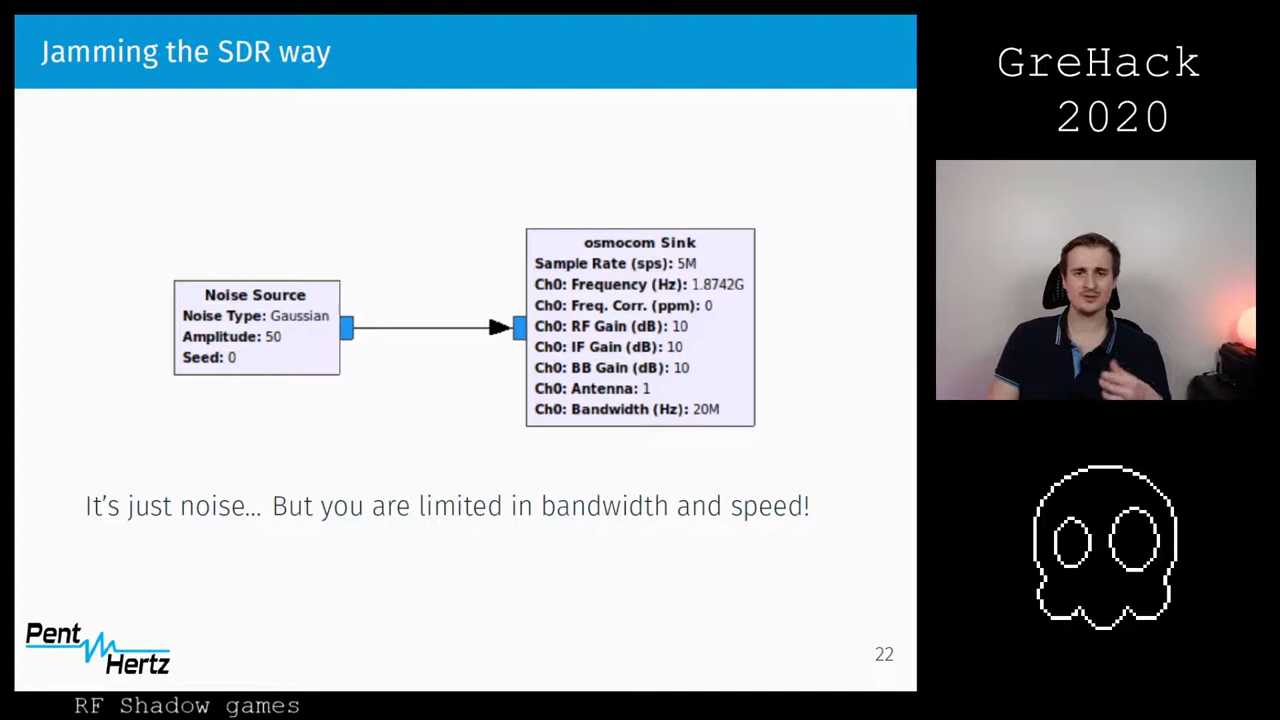 Jamming the SDR way
GreHack
2020
Noise Source
Noise Type: Gaussian
Amplitude: 50
Seed: 0
osmocom Sink
Sample Rate (sps): 5M
Ch0: Frequency (Hz): 1.8742G
Ch0: Freq. Corr. (ppm): 0
Ch0: RF Gain (dB): 10
Ch0: IF Gain (dB): 10
Ch0: BB Gain (dB): 10
Ch0: Antenna: 1
Ch0: Bandwidth (Hz): 20M
It's just noise... But you are limited in bandwidth and speed!
Pent
Hertz
22
RF Shadow games